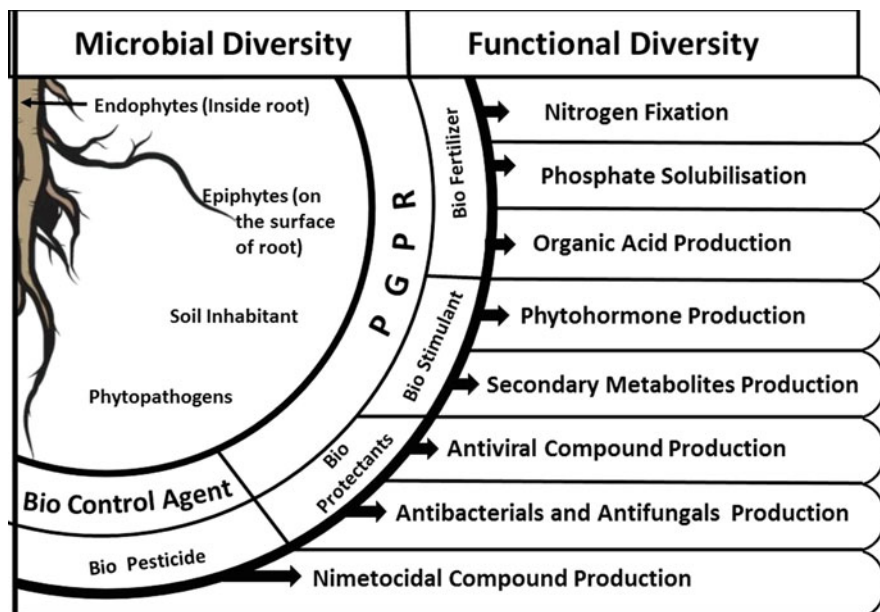 Microbial Diversity
Functional Diversity
Endophytes (Inside root)
Epiphytes (on
the surface
of root)
Soil Inhabitant
Phytopathogens
PGPR
Bio Control Agent
Bio Fertilizer
Bio Stimulant
Bio
Protectants
Bio Pesticide
Nitrogen Fixation
Phosphate Solubilisation
Organic Acid Production
Phytohormone Production
Secondary Metabolites Production
Antiviral Compound Production
Antibacterials and Antifungals Production
Nimetocidal Compound Production